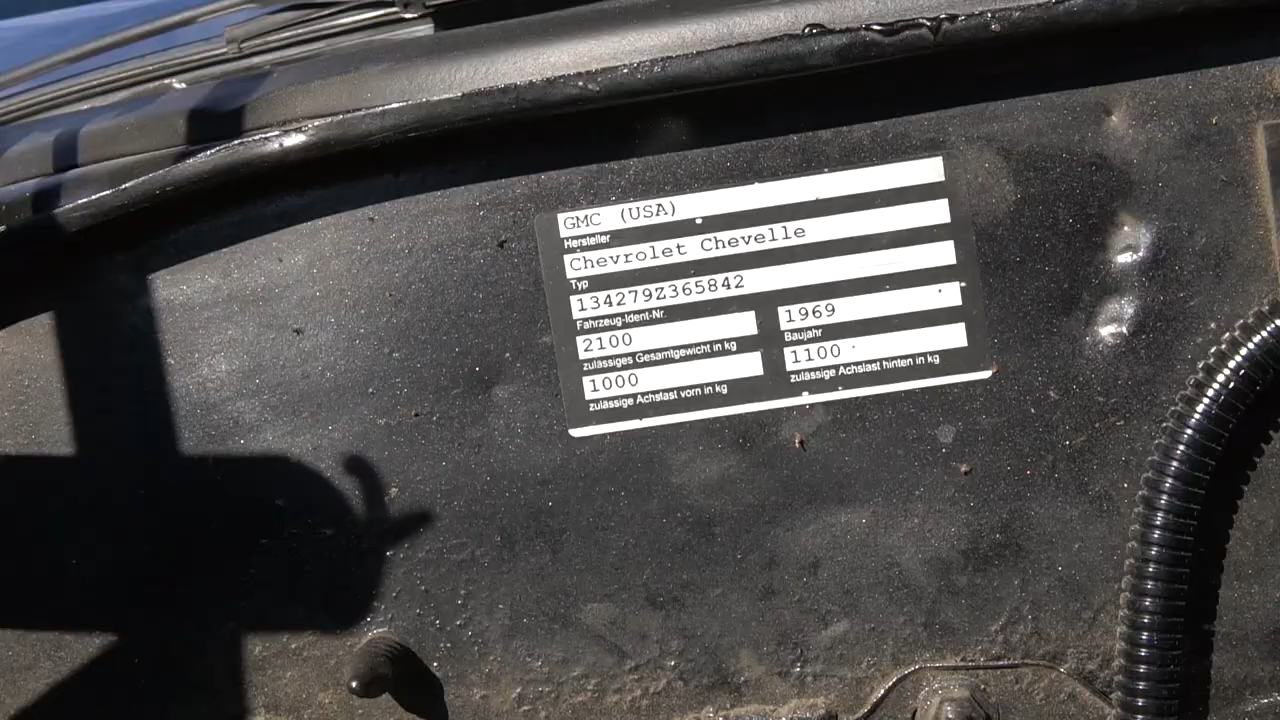 GMC (USA)
Hersteller
Chevrolet Chevelle
Typ
134279Z365842
Fahrzeug-Ident-Nr.
2100
zulässiges Gesamtgewicht in kg
1969
Baujahr
1000
zulässige Achslast vorn in kg
1100
zulässige Achslast hinten in kg